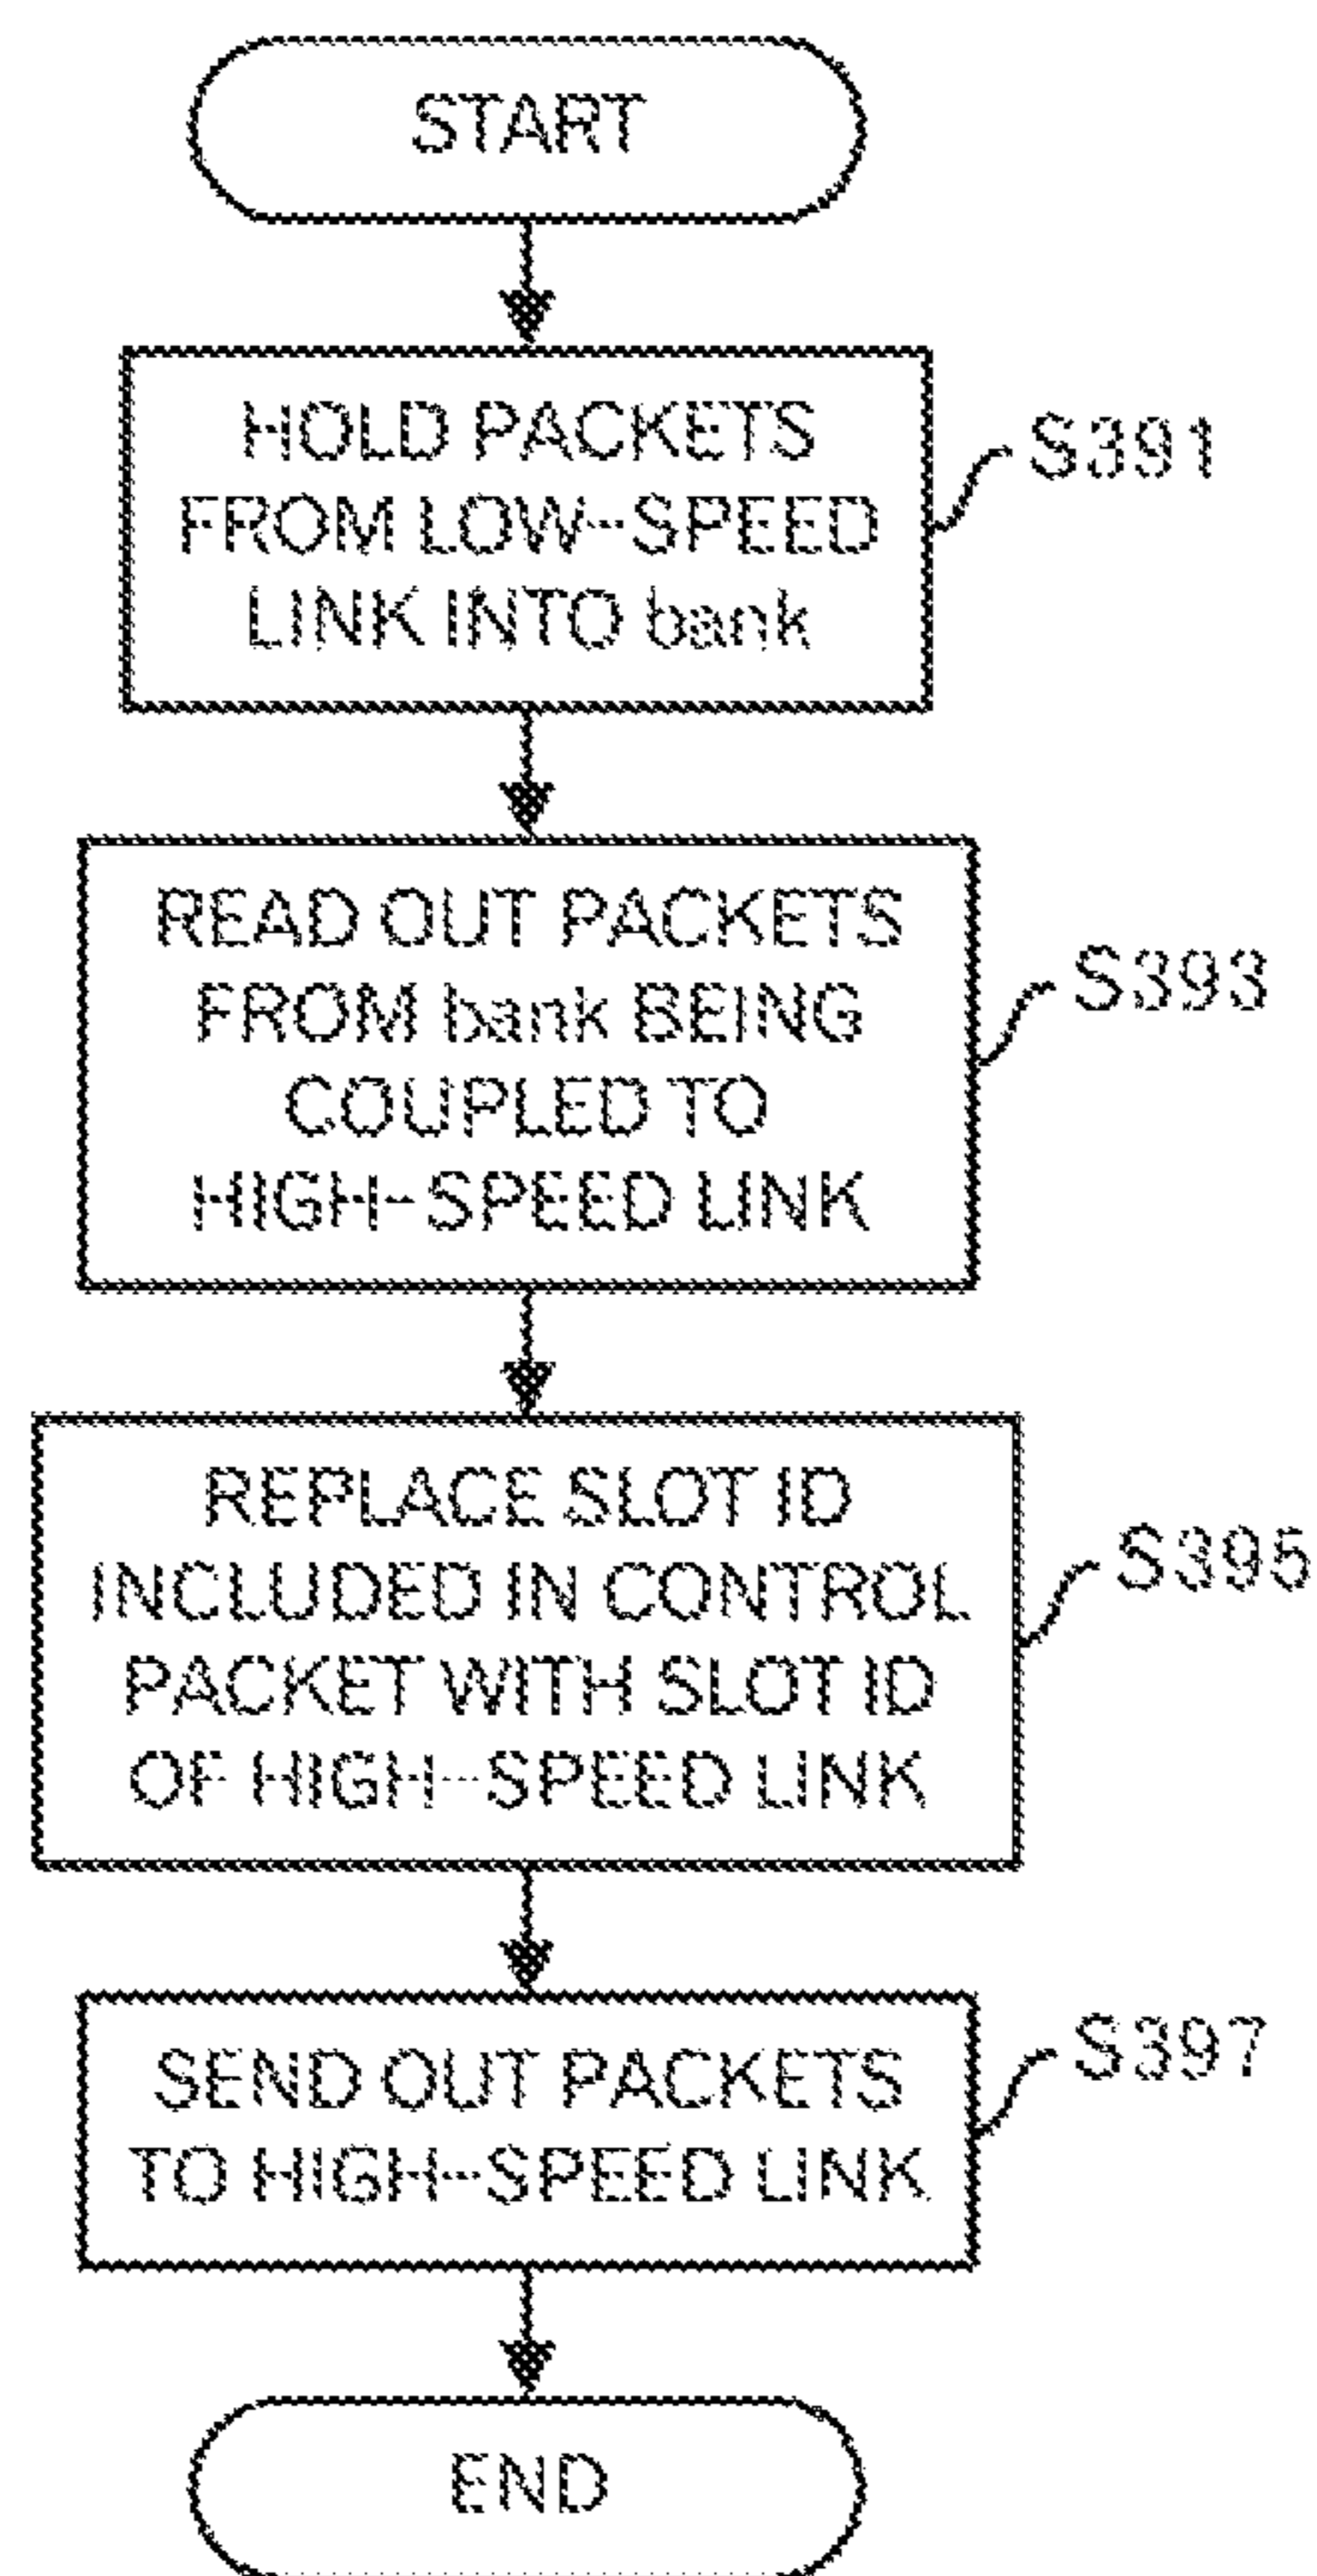 START
HOLD PACKETS
FROM LOW-SPEED
LINK INTO bank
S391
READ OUT PACKETS
FROM bank BEING
COUPLED TO
HIGH-SPEED LINK
S393
REPLACE SLOT ID
INCLUDED IN CONTROL
PACKET WITH SLOT ID
OF HIGH-SPEED LINK
S395
SEND OUT PACKETS
TO HIGH-SPEED LINK
S397
END